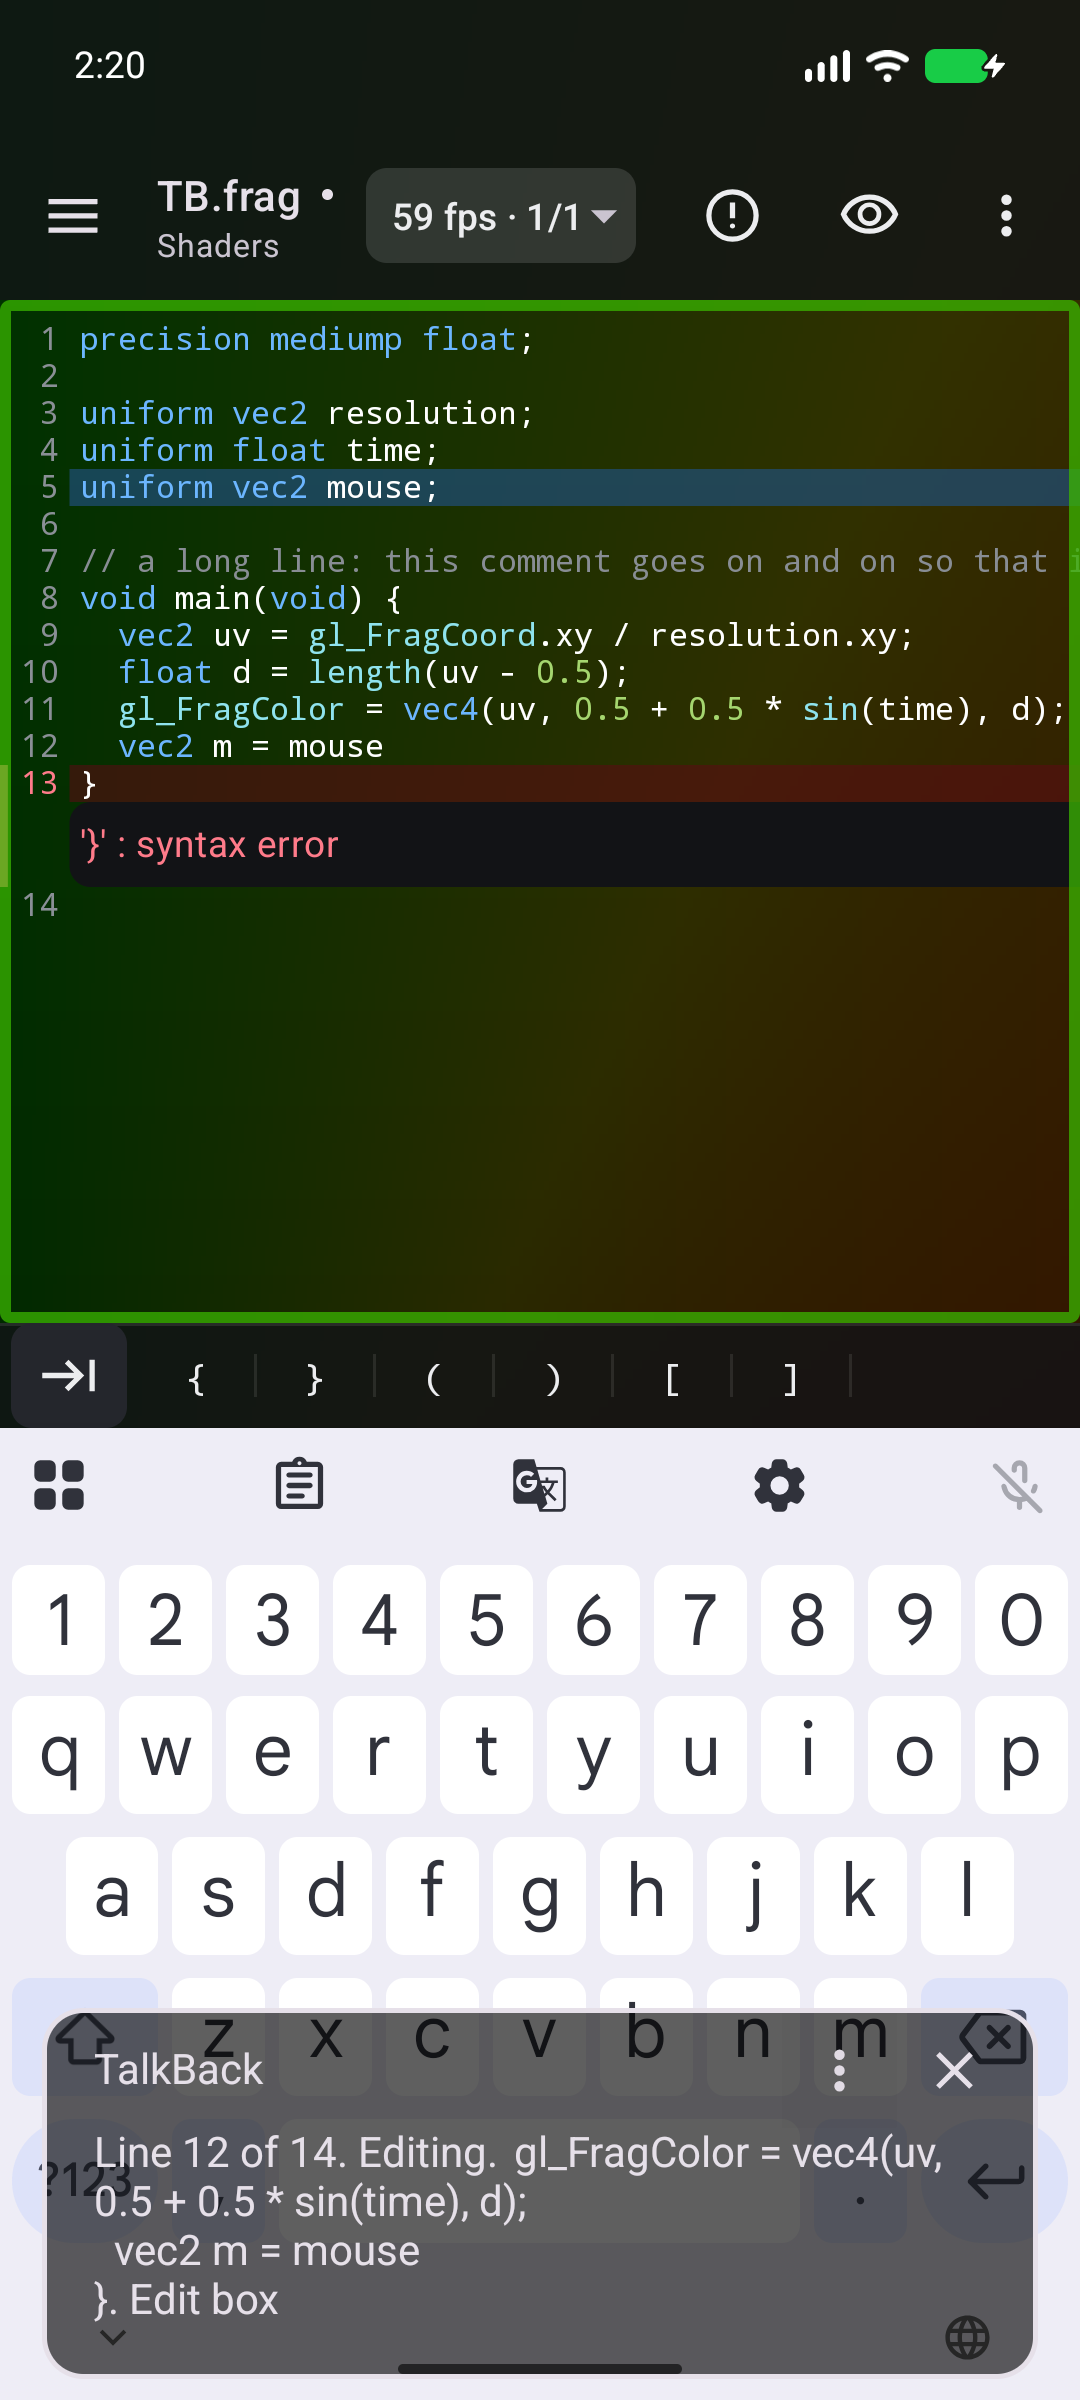 2:20
TB.frag •
Shaders
59 fps · 1/1
1 precision mediump float;
2
3 uniform vec2 resolution;
4 uniform float time;
5 uniform vec2 mouse;
6
7 // a long line: this comment goes on and on so that i
8 void main(void) {
9   vec2 uv = gl_FragCoord.xy / resolution.xy;
10   float d = length(uv - 0.5);
11   gl_FragColor = vec4(uv, 0.5 + 0.5 * sin(time), d);
12   vec2 m = mouse
13 }
'}' : syntax error
14
{ } ( ) [ ]
1 2 3 4 5 6 7 8 9 0
q w e r t y u i o p
a s d f g h j k l
z x c v b n m
?123 , .
TalkBack
Line 12 of 14. Editing.  gl_FragColor = vec4(uv,
0.5 + 0.5 * sin(time), d);
  vec2 m = mouse
}. Edit box